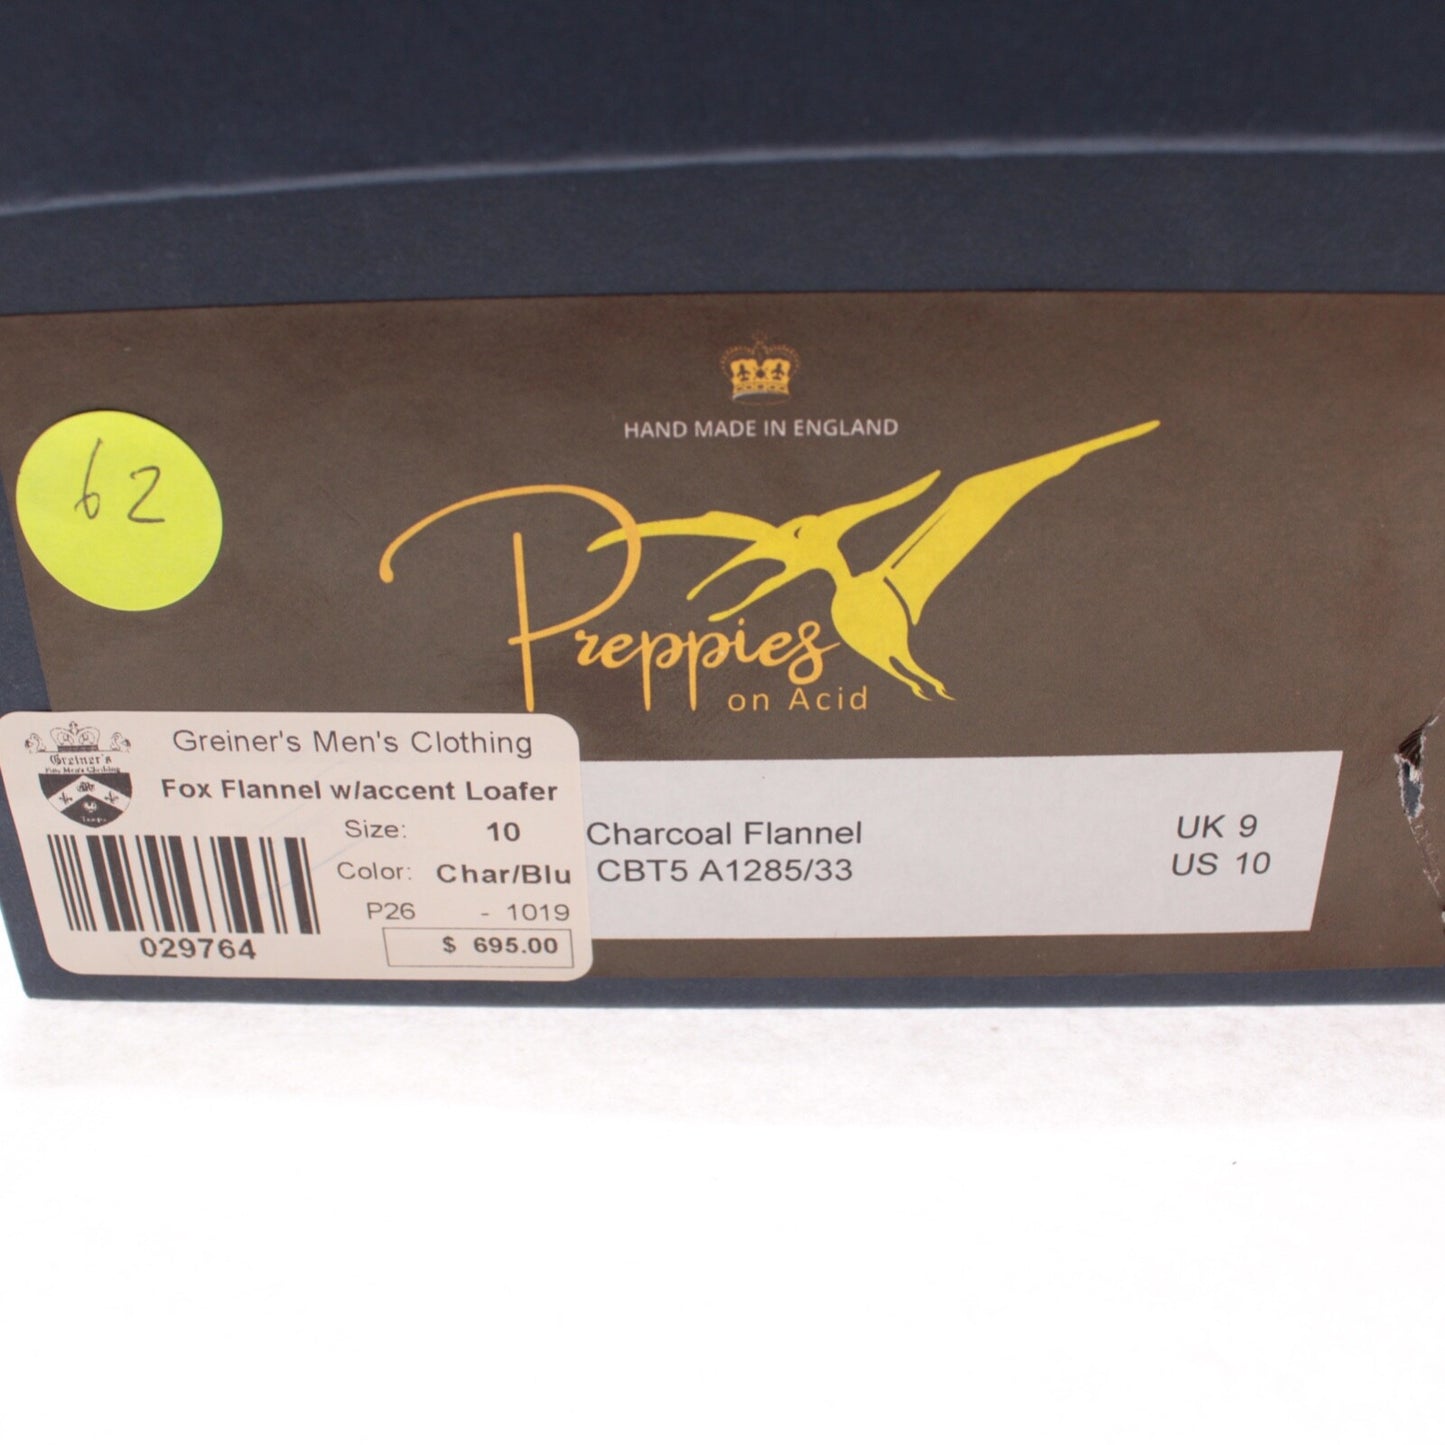 HAND MADE IN ENGLAND
62
Preppies
on Acid
Greiner's
Greiner's Men's Clothing
Fox Flannel w/accent Loafer
Size: 10
Color: Char/Blu
P26 - 1019
$ 695.00
029764
Charcoal Flannel
CBT5 A1285/33
UK 9
US 10